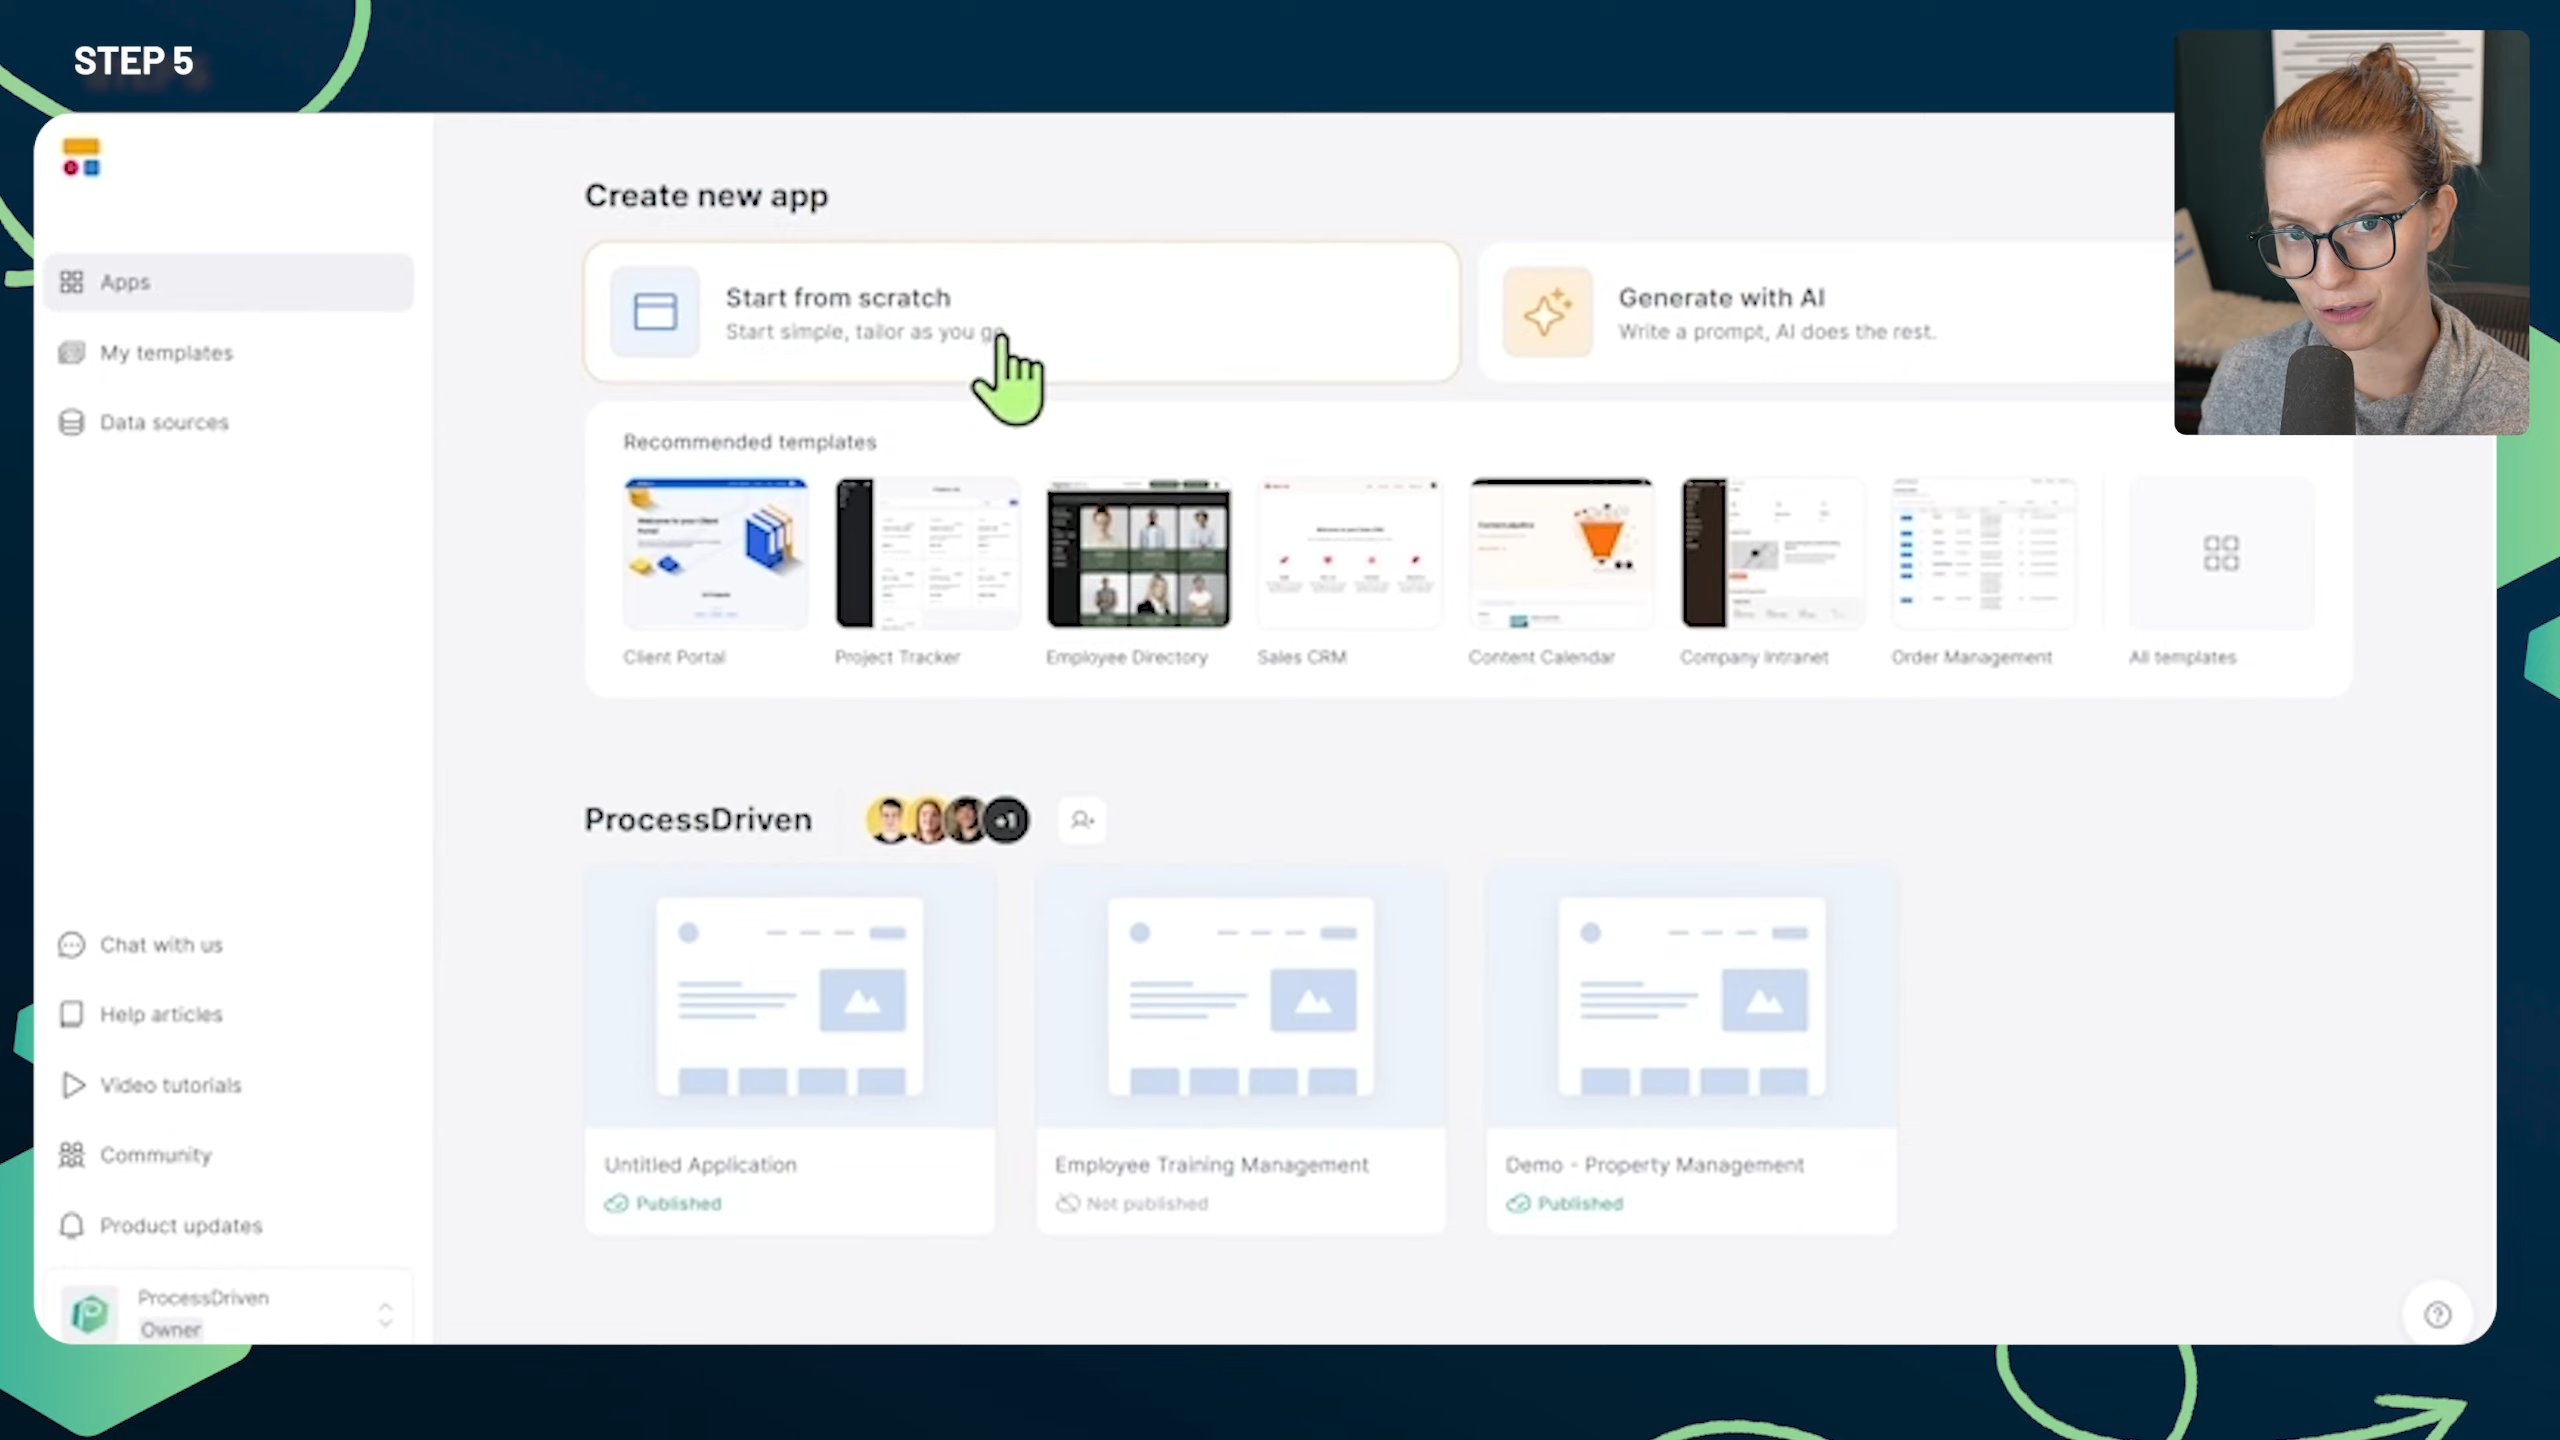 STEP 5
Create new app
Apps
My templates
Data sources
Start from scratch
Start simple, tailor as you go
Generate with AI
Write a prompt, AI does the rest.
Recommended templates
Client Portal
Project Tracker
Employee Directory
Sales CRM
Content Calendar
Company Intranet
Order Management
All templates
ProcessDriven
+1
Untitled Application
Published
Employee Training Management
Not published
Demo - Property Management
Published
Chat with us
Help articles
Video tutorials
Community
Product updates
ProcessDriven
Owner